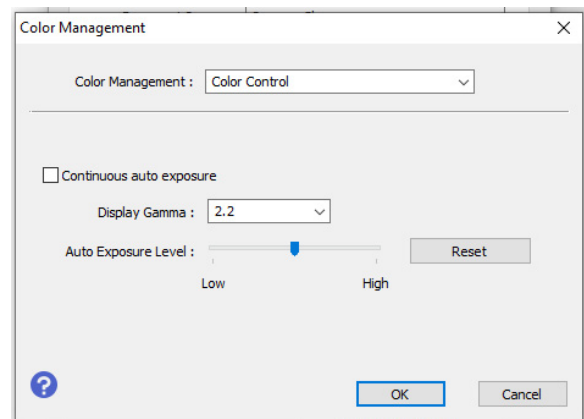 Color Management
Color Management : Color Control
Continuous auto exposure
Display Gamma : 2.2
Auto Exposure Level : Reset
Low High
?
OK Cancel